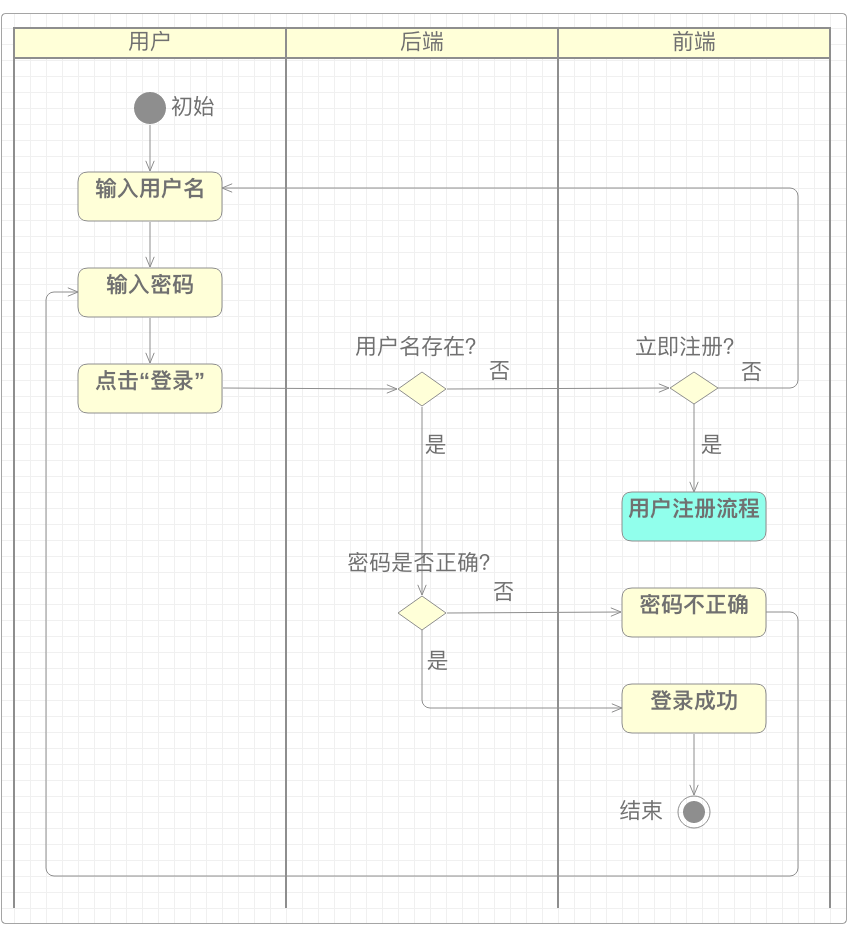 用户
后端
前端
初始
输入用户名
输入密码
用户名存在?
立即注册?
否
否
点击“登录”
是
是
用户注册流程
密码是否正确?
否
密码不正确
是
登录成功
结束